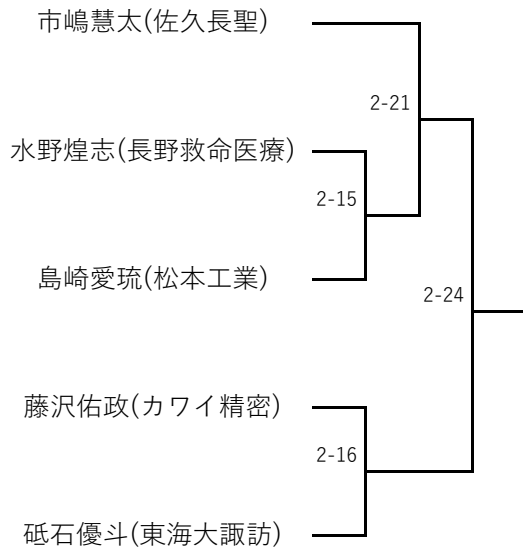 市嶋慧太(佐久長聖)
2-21
水野煌志(長野救命医療)
2-15
島崎愛琉(松本工業)
2-24
藤沢佑政(カワイ精密)
2-16
砥石優斗(東海大諏訪)